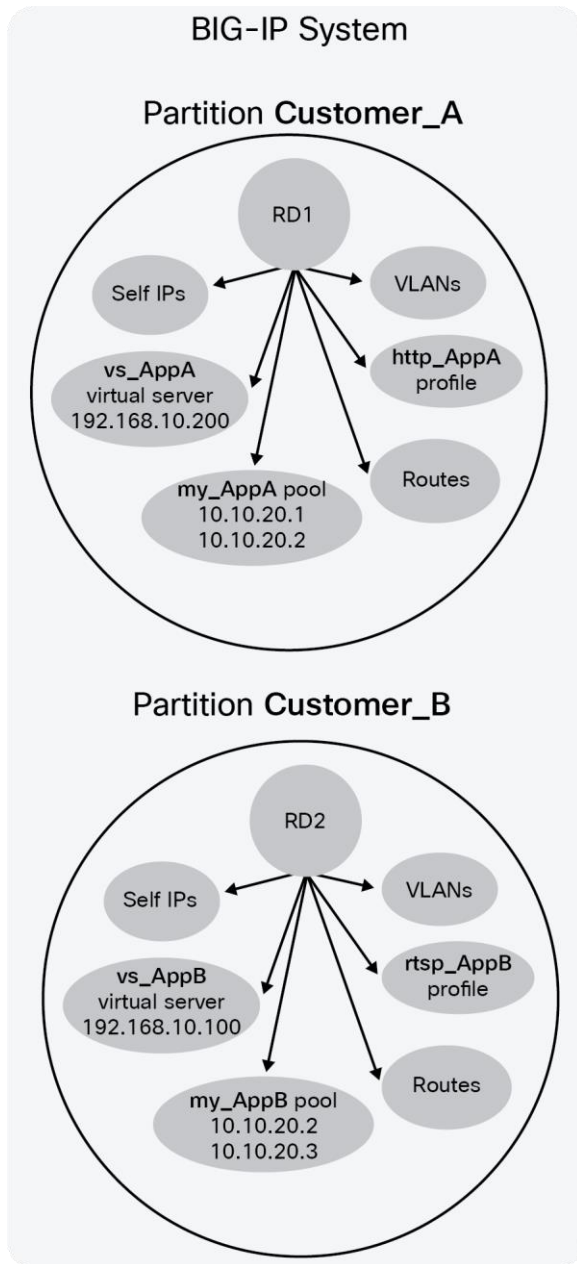 BIG-IP System
Partition Customer_A
RD1
Self IPs
VLANs
vs_AppA
virtual server
192.168.10.200
http_AppA
profile
my_AppA pool
10.10.20.1
10.10.20.2
Routes
Partition Customer_B
RD2
Self IPs
VLANs
vs_AppB
virtual server
192.168.10.100
rtsp_AppB
profile
my_AppB pool
10.10.20.2
10.10.20.3
Routes